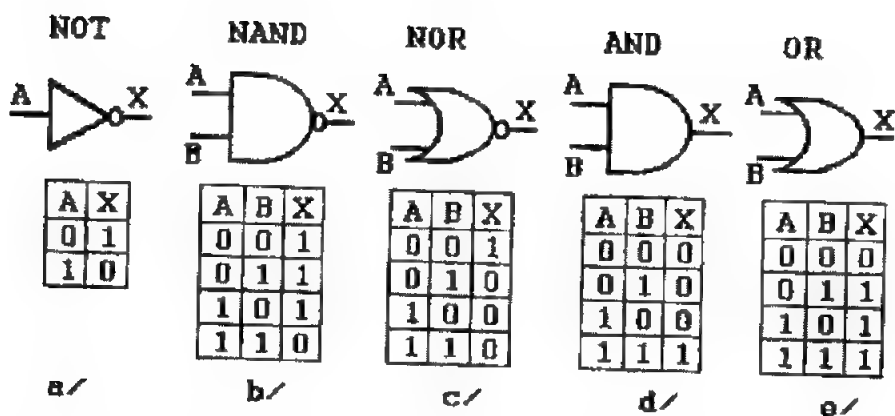 NOT
A X
A X
0 1
1 0
a/
NAND
A
B
X
A B X
0 0 1
0 1 1
1 0 1
1 1 0
b/
NOR
A
B
X
A B X
0 0 1
0 1 0
1 0 0
1 1 0
c/
AND
A
B
X
A B X
0 0 0
0 1 0
1 0 0
1 1 1
d/
OR
A
B
X
A B X
0 0 0
0 1 1
1 0 1
1 1 1
e/